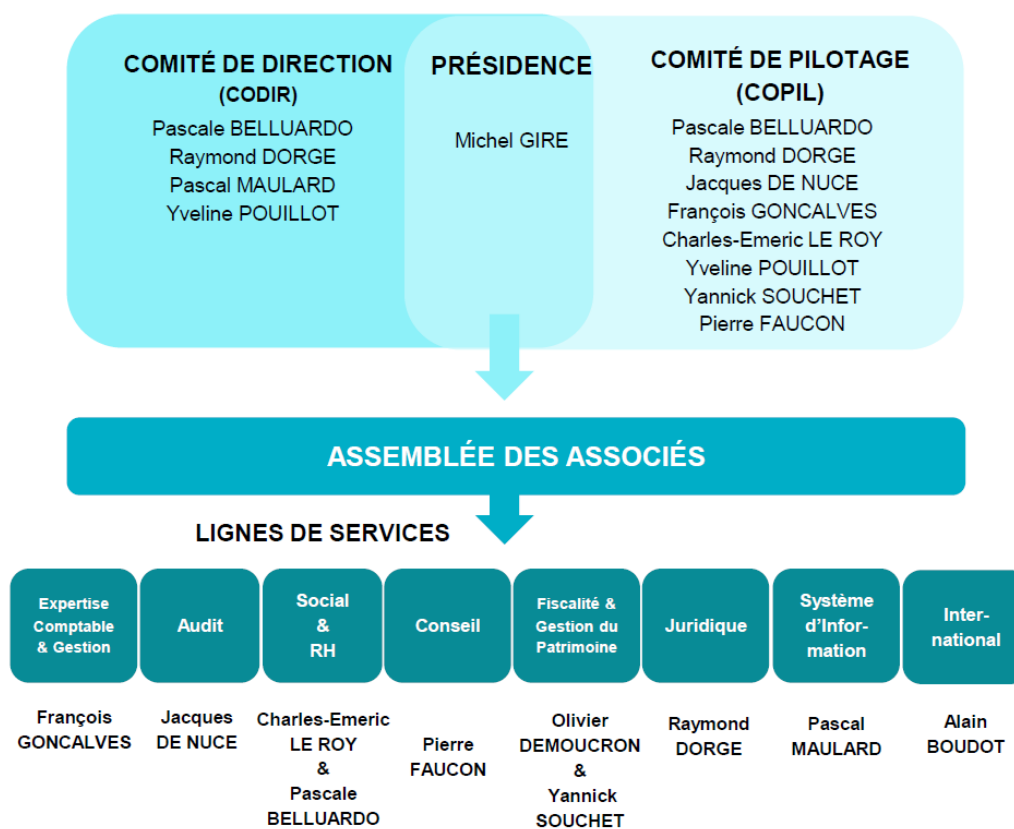 COMITÉ DE DIRECTION
(CODIR)
Pascale BELLUARDO
Raymond DORGE
Pascal MAULARD
Yveline POUILLOT
PRÉSIDENCE
Michel GIRE
COMITÉ DE PILOTAGE
(COPIL)
Pascale BELLUARDO
Raymond DORGE
Jacques DE NUCE
François GONCALVES
Charles-Emeric LE ROY
Yveline POUILLOT
Yannick SOUCHET
Pierre FAUCON
ASSEMBLÉE DES ASSOCIÉS
LIGNES DE SERVICES
Expertise
Comptable
& Gestion
Audit
Social
&
RH
Conseil
Fiscalité &
Gestion du
Patrimoine
Juridique
Système
d'Infor-
mation
Inter-
national
François
GONCALVES
Jacques
DE NUCE
Charles-Emeric
LE ROY
&
Pascale
BELLUARDO
Pierre
FAUCON
Olivier
DEMOUCRON
&
Yannick
SOUCHET
Raymond
DORGE
Pascal
MAULARD
Alain
BOUDOT